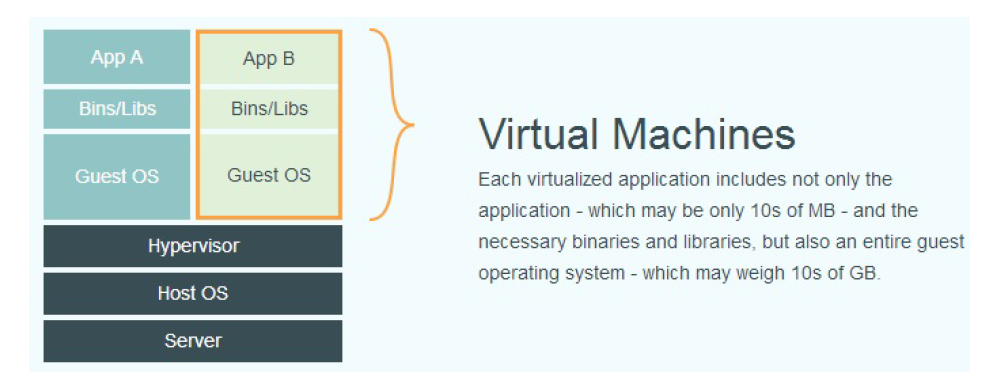 App A
App B
Bins/Libs
Bins/Libs
Guest OS
Guest OS
Hypervisor
Host OS
Server
Virtual Machines
Each virtualized application includes not only the
application - which may be only 10s of MB - and the
necessary binaries and libraries, but also an entire guest
operating system - which may weigh 10s of GB.